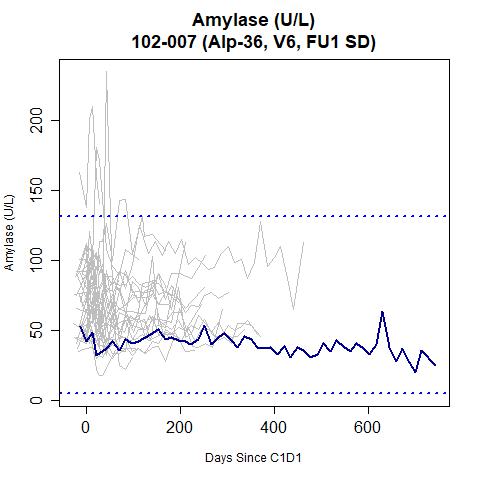 Amylase (U/L)
102-007 (Alp-36, V6, FU1 SD)
Amylase (U/L)
200
150
100
50
0
0 200 400 600
Days Since C1D1